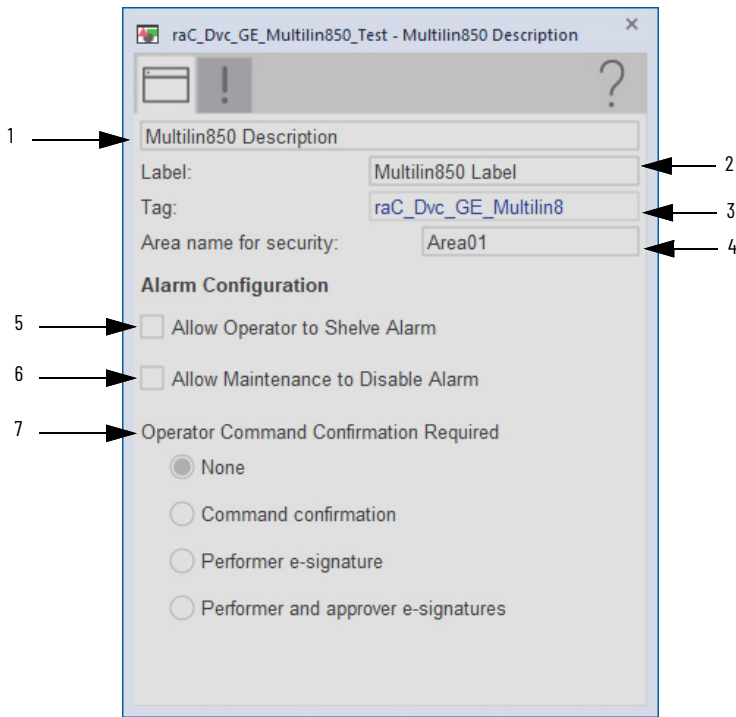 raC_Dvc_GE_Multilin850_Test - Multilin850 Description
×
!
?
1
Multilin850 Description
Label:
Multilin850 Label
2
Tag:
raC_Dvc_GE_Multilin8
3
Area name for security:
Area01
4
Alarm Configuration
5
Allow Operator to Shelve Alarm
6
Allow Maintenance to Disable Alarm
7
Operator Command Confirmation Required
None
Command confirmation
Performer e-signature
Performer and approver e-signatures